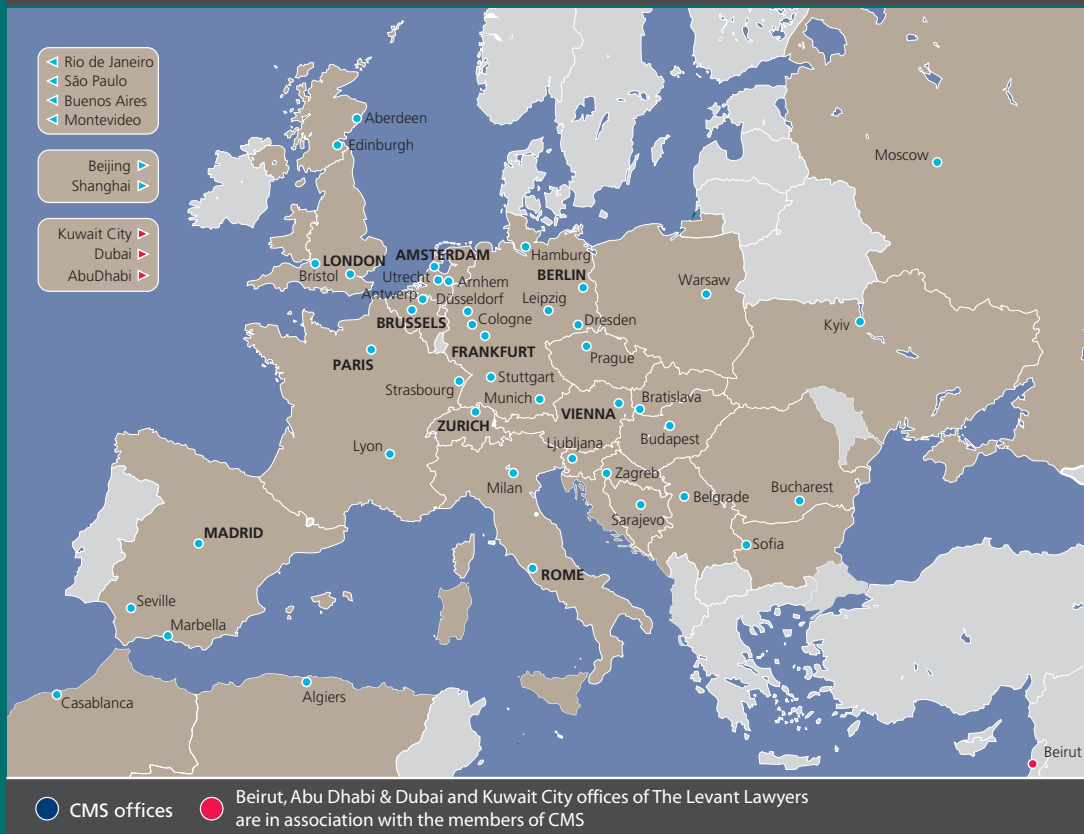 Rio de Janeiro
São Paulo
Buenos Aires
Montevideo
Beijing
Shanghai
Kuwait City
Dubai
AbuDhabi
Aberdeen
Edinburgh
Moscow
LONDON
Bristol
AMSTERDAM
Utrecht
Arnhem
Antwerp
BRUSSELS
Hamburg
BERLIN
Düsseldorf
Leipzig
Cologne
Dresden
FRANKFURT
Warsaw
Kyiv
Prague
PARIS
Strasbourg
Stuttgart
Munich
VIENNA
Bratislava
ZURICH
Budapest
Lyon
Ljubljana
Milan
Zagreb
Belgrade
Bucharest
Sarajevo
Sofia
MADRID
ROME
Seville
Marbella
Casablanca
Algiers
Beirut
CMS offices
Beirut, Abu Dhabi & Dubai and Kuwait City offices of The Levant Lawyers
are in association with the members of CMS